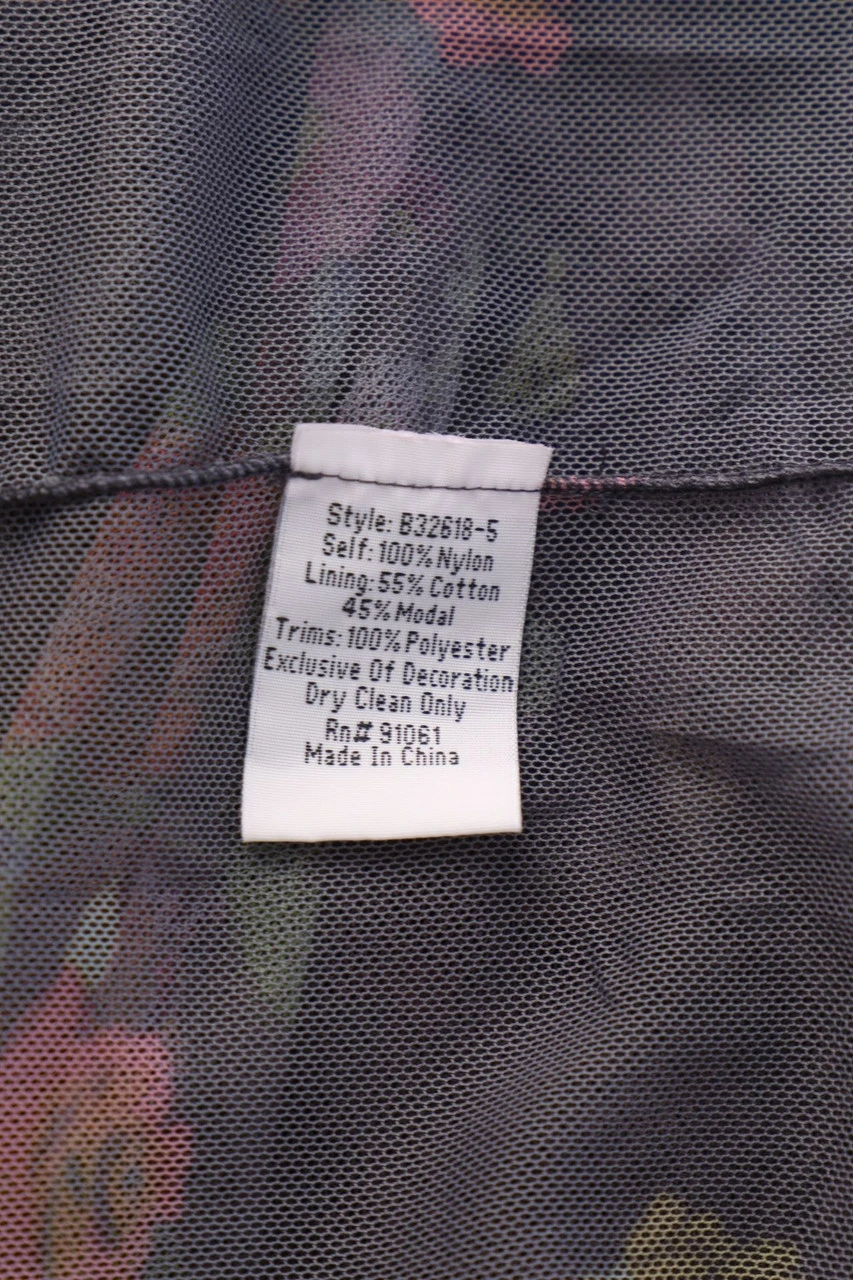 Style: B32618-5
Self: 100% Nylon
Lining: 55% Cotton
45% Modal
Trims: 100% Polyester
Exclusive Of Decoration
Dry Clean Only
Rn# 91061
Made In China